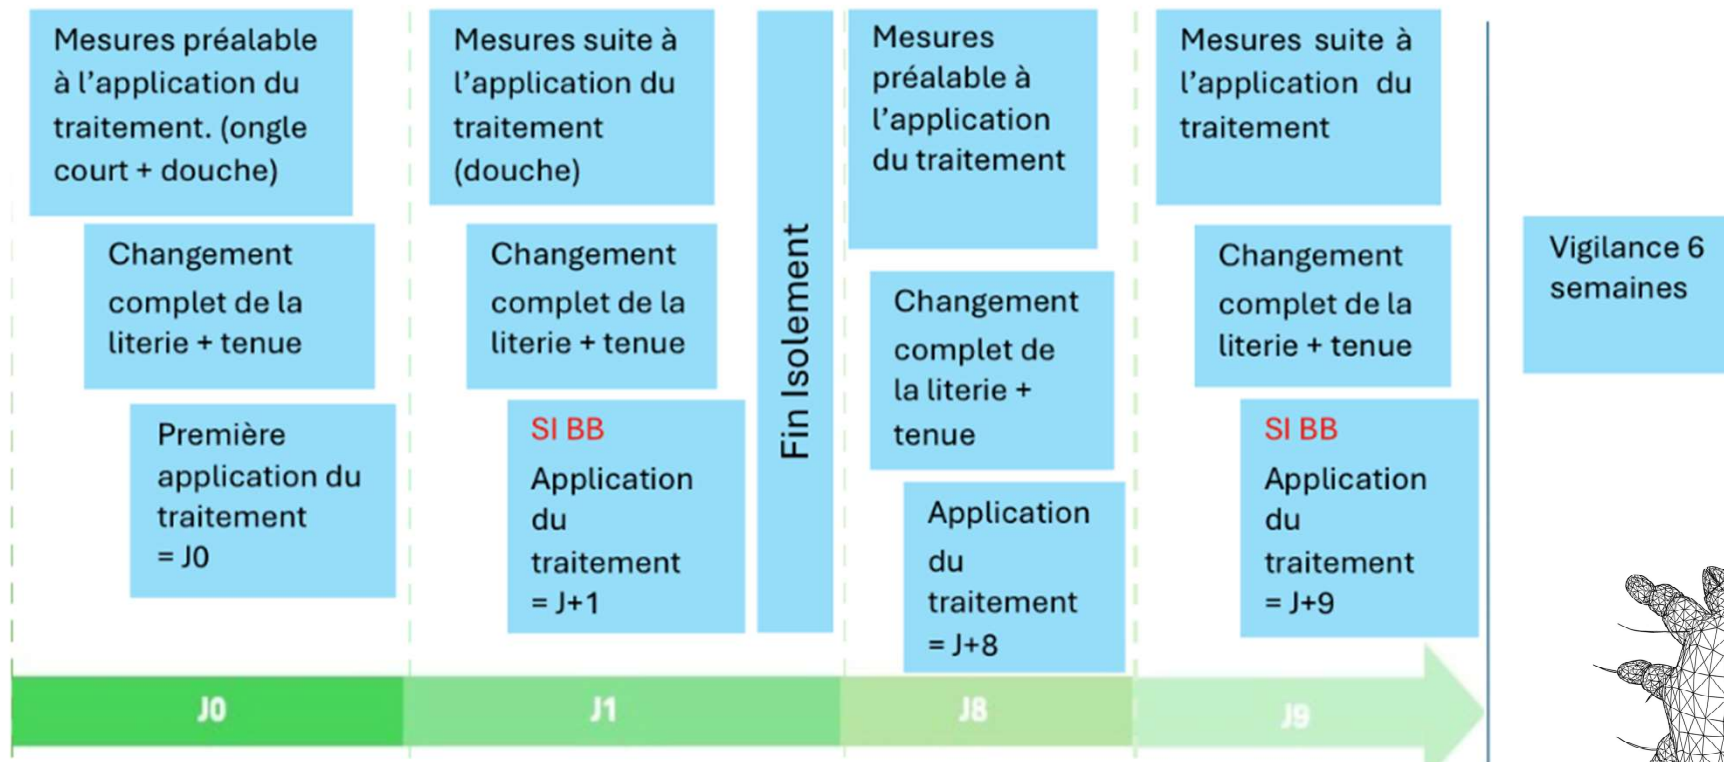 Mesures préalable
à l’application du
traitement. (ongle
court + douche)
Changement
complet de la
literie + tenue
Première
application du
traitement
= J0
Mesures suite à
l’application du
traitement
(douche)
Changement
complet de la
literie + tenue
SI BB
Application
du
traitement
= J+1
Fin Isolement
Mesures
préalable à
l’application
du traitement
Changement
complet de
la literie +
tenue
Application
du
traitement
= J+8
Mesures suite à
l’application du
traitement
Changement
complet de la
literie + tenue
SI BB
Application
du
traitement
= J+9
Vigilance 6
semaines
J0
J1
J8
J9